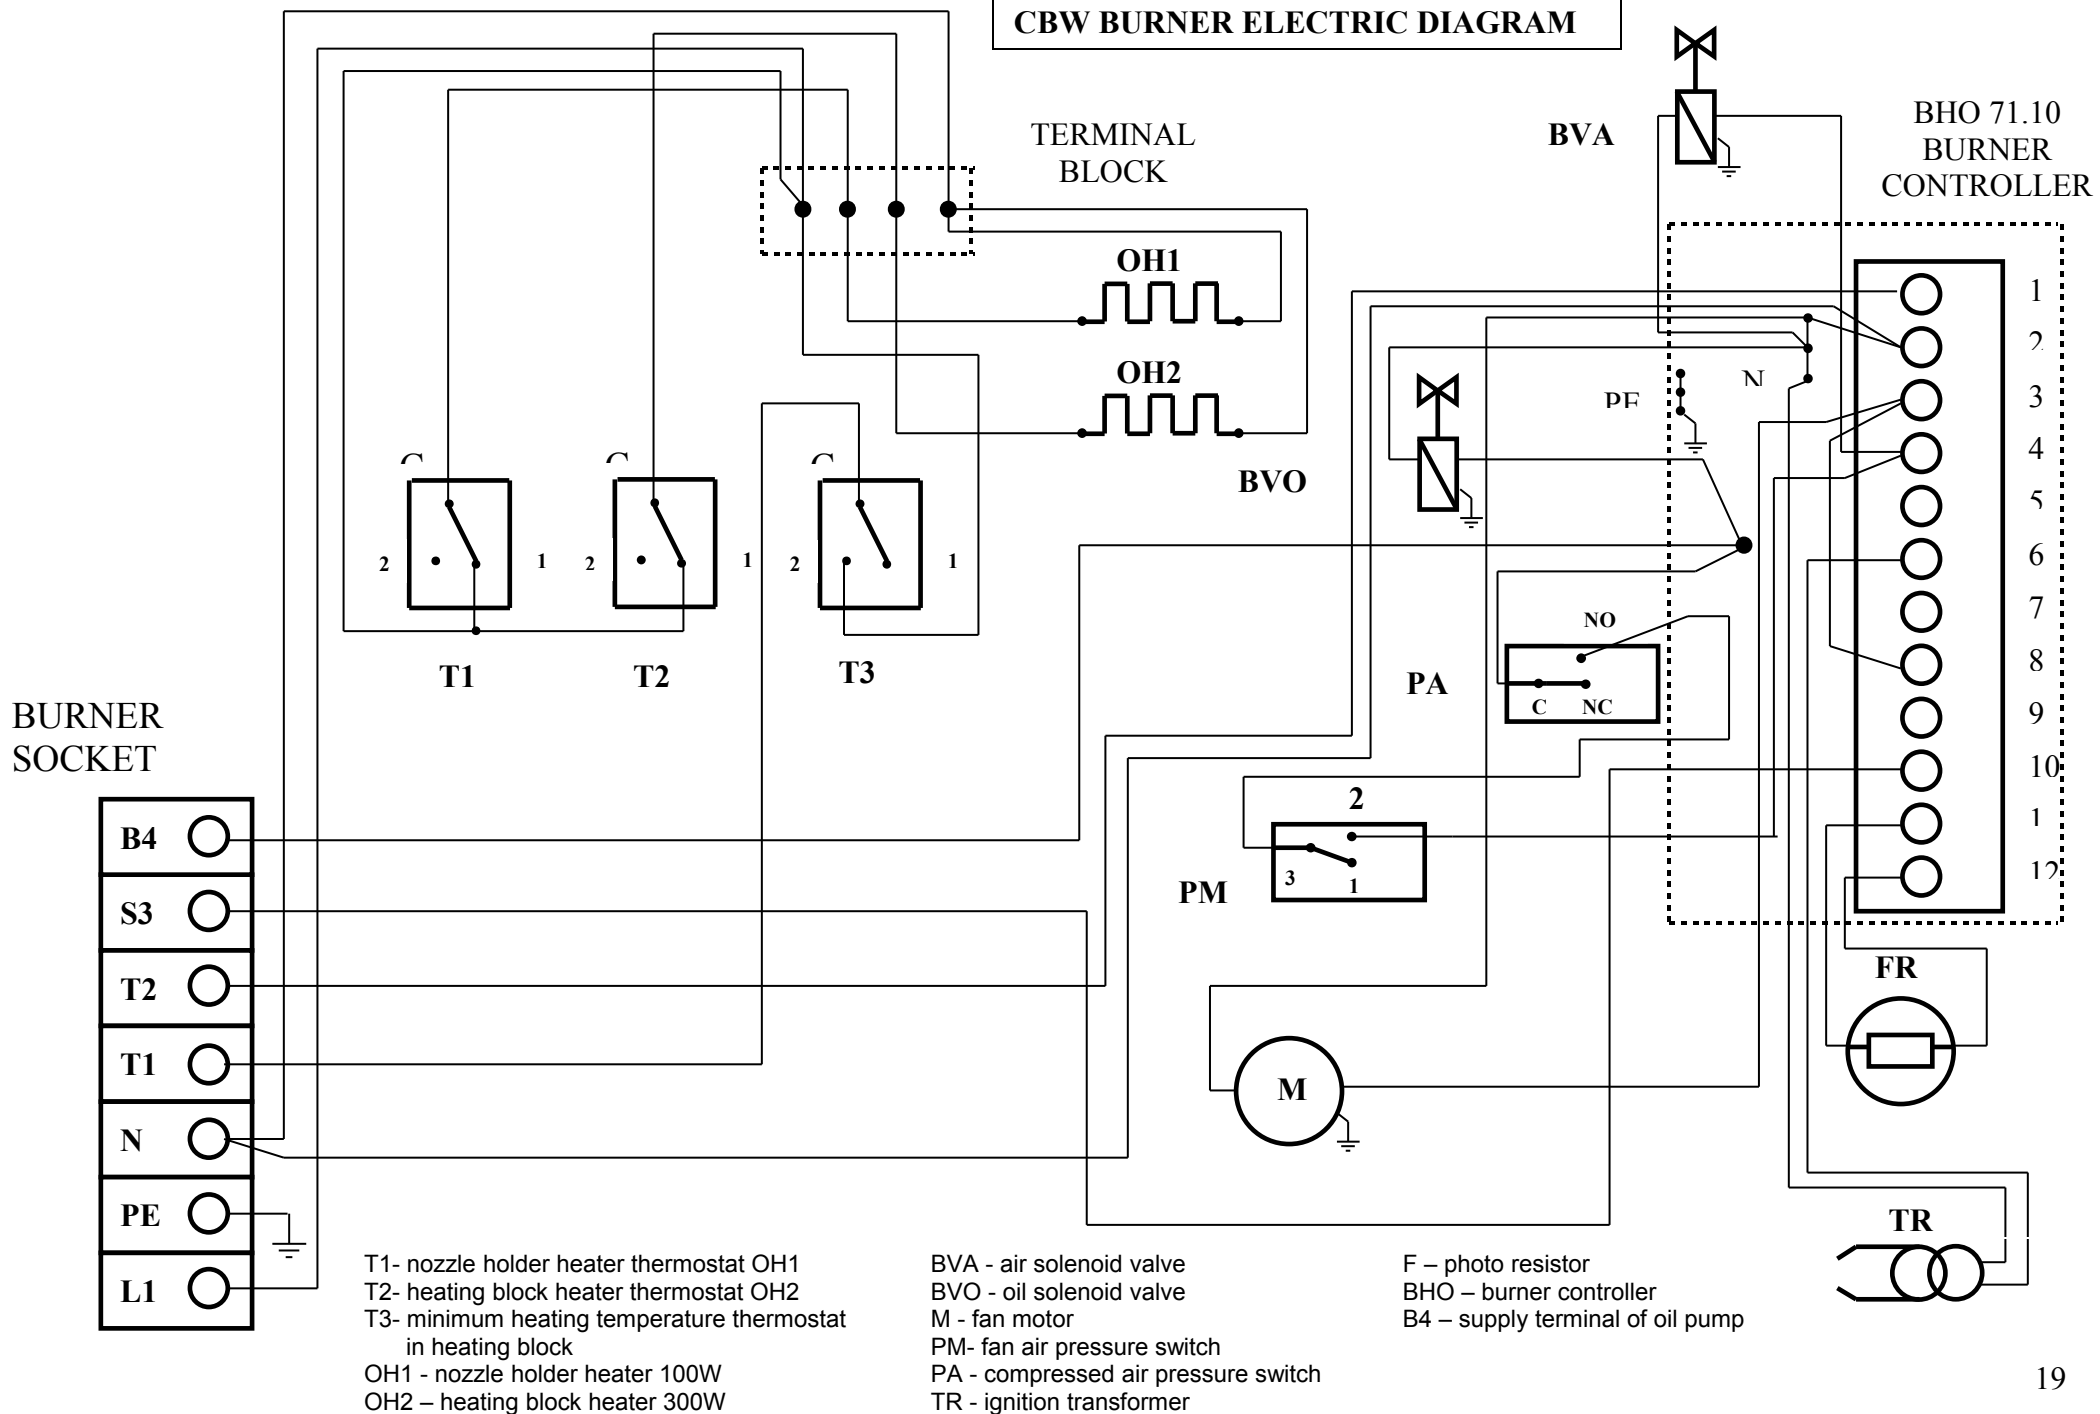 CBW BURNER ELECTRIC DIAGRAM
TERMINAL
BLOCK
BVA
BHO 71.10
BURNER
CONTROLLER
OH1
OH2
BVO
PE
N
1
2
3
4
5
6
7
8
9
10
1
12
C
C
C
2
1
2
1
2
1
T1
T2
T3
NO
PA
C
NC
2
3
1
PM
BURNER
SOCKET
B4
S3
T2
T1
N
PE
L1
M
FR
TR
T1- nozzle holder heater thermostat OH1
T2- heating block heater thermostat OH2
T3- minimum heating temperature thermostat
in heating block
OH1 - nozzle holder heater 100W
OH2 – heating block heater 300W
BVA - air solenoid valve
BVO - oil solenoid valve
M - fan motor
PM- fan air pressure switch
PA - compressed air pressure switch
TR - ignition transformer
F – photo resistor
BHO – burner controller
B4 – supply terminal of oil pump
19